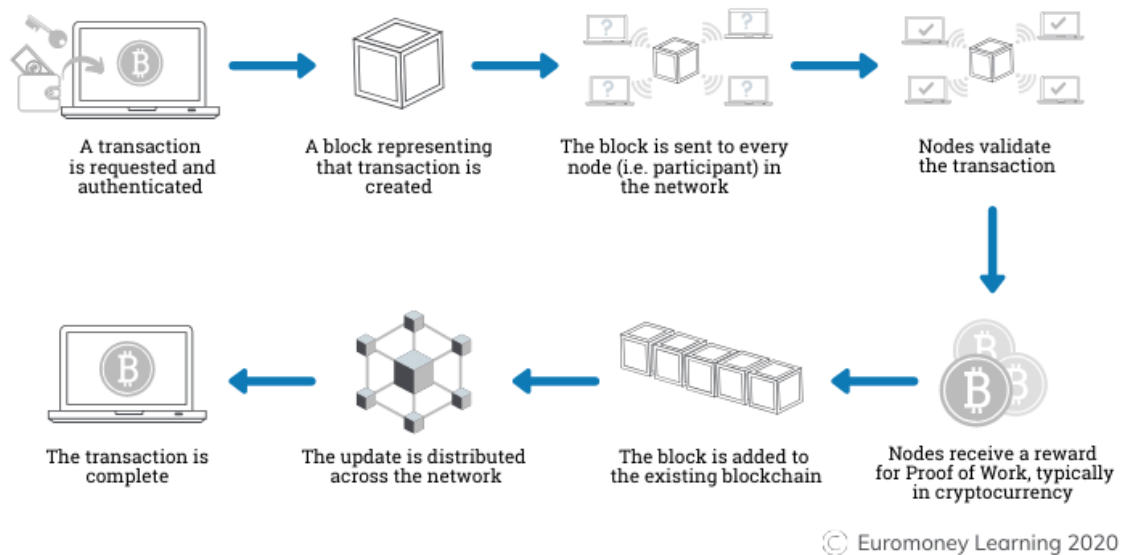 A transaction
is requested and
authenticated
A block representing
that transaction is
created
The block is sent to every
node (i.e. participant) in
the network
Nodes validate
the transaction
Nodes receive a reward
for Proof of Work, typically
in cryptocurrency
The block is added to
the existing blockchain
The update is distributed
across the network
The transaction is
complete
© Euromoney Learning 2020